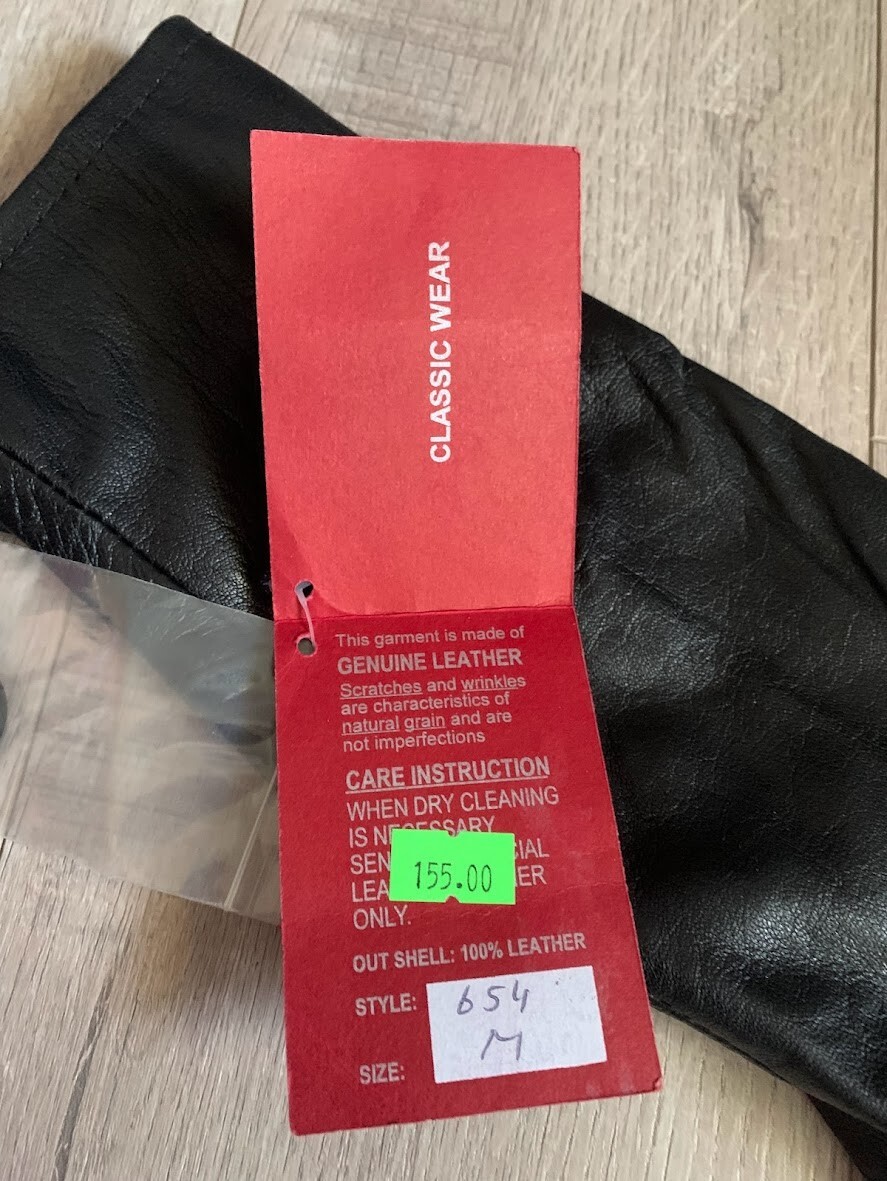 CLASSIC WEAR
This garment is made of
GENUINE LEATHER
Scratches and wrinkles
are characteristics of
natural grain and are
not imperfections
CARE INSTRUCTION
WHEN DRY CLEANING
IS NECESSARY
155.00
ONLY.
OUT SHELL: 100% LEATHER
STYLE: 654
M
SIZE: